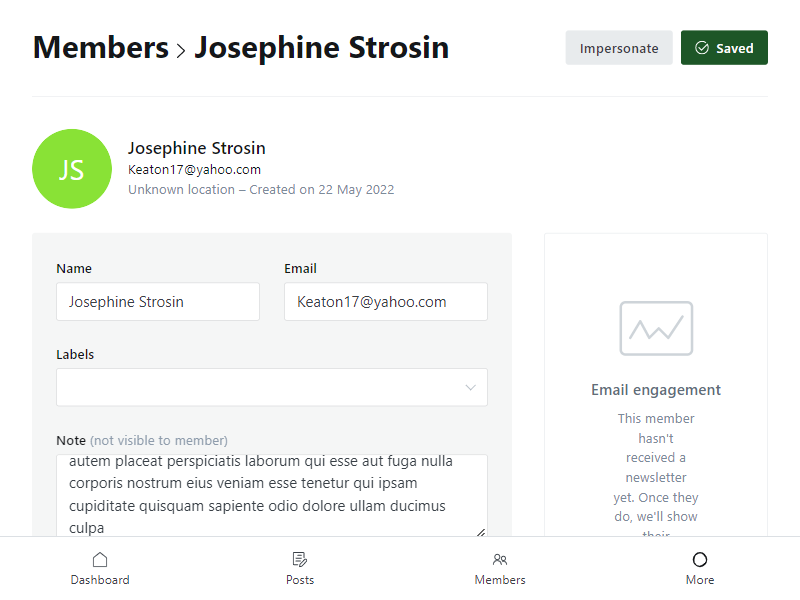 Members > Josephine Strosin
Impersonate
Saved
JS
Josephine Strosin
Keaton17@yahoo.com
Unknown location – Created on 22 May 2022
Name
Email
Josephine Strosin
Keaton17@yahoo.com
Labels
Note (not visible to member)
autem placeat perspiciatis laborum qui esse aut fuga nulla
corporis nostrum eius veniam esse tenetur qui ipsam
cupiditate quisquam sapiente odio dolore ullam ducimus
culpa
Email engagement
This member
hasn't
received a
newsletter
yet. Once they
do, we'll show
their
Dashboard
Posts
Members
More